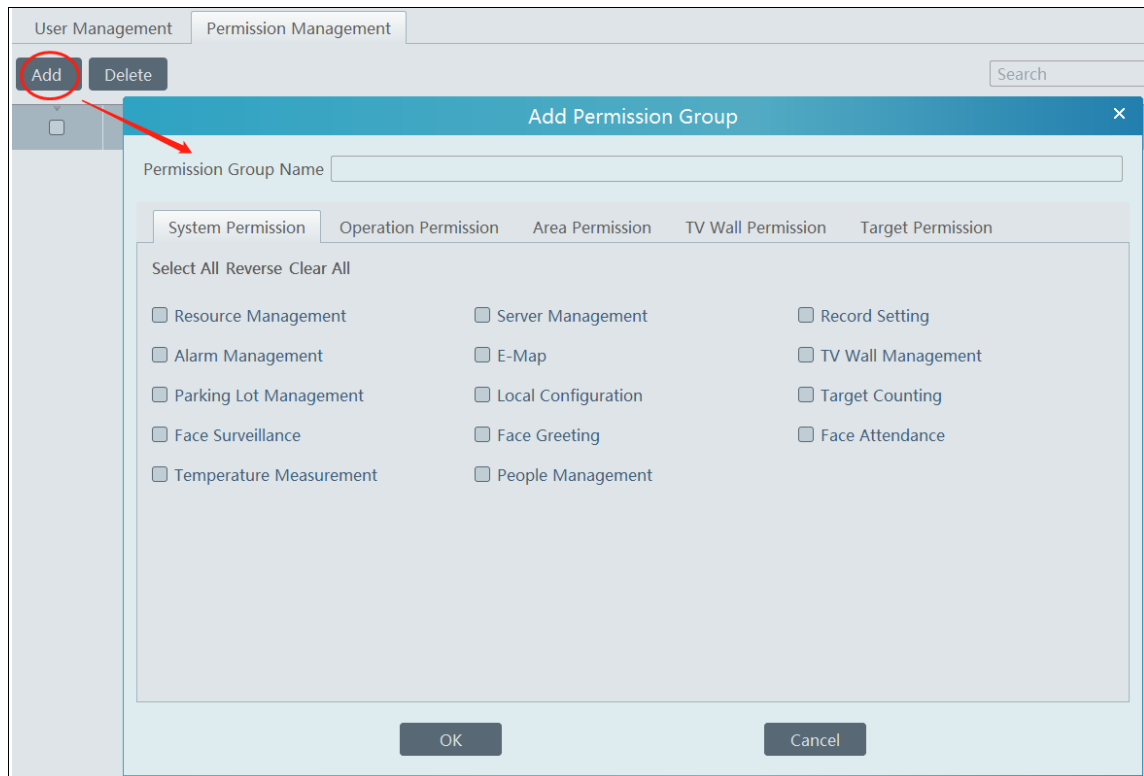 User Management Permission Management
Add Delete Search
Add Permission Group ×
Permission Group Name
System Permission Operation Permission Area Permission TV Wall Permission Target Permission
Select All Reverse Clear All
Resource Management Server Management Record Setting
Alarm Management E-Map TV Wall Management
Parking Lot Management Local Configuration Target Counting
Face Surveillance Face Greeting Face Attendance
Temperature Measurement People Management
OK Cancel